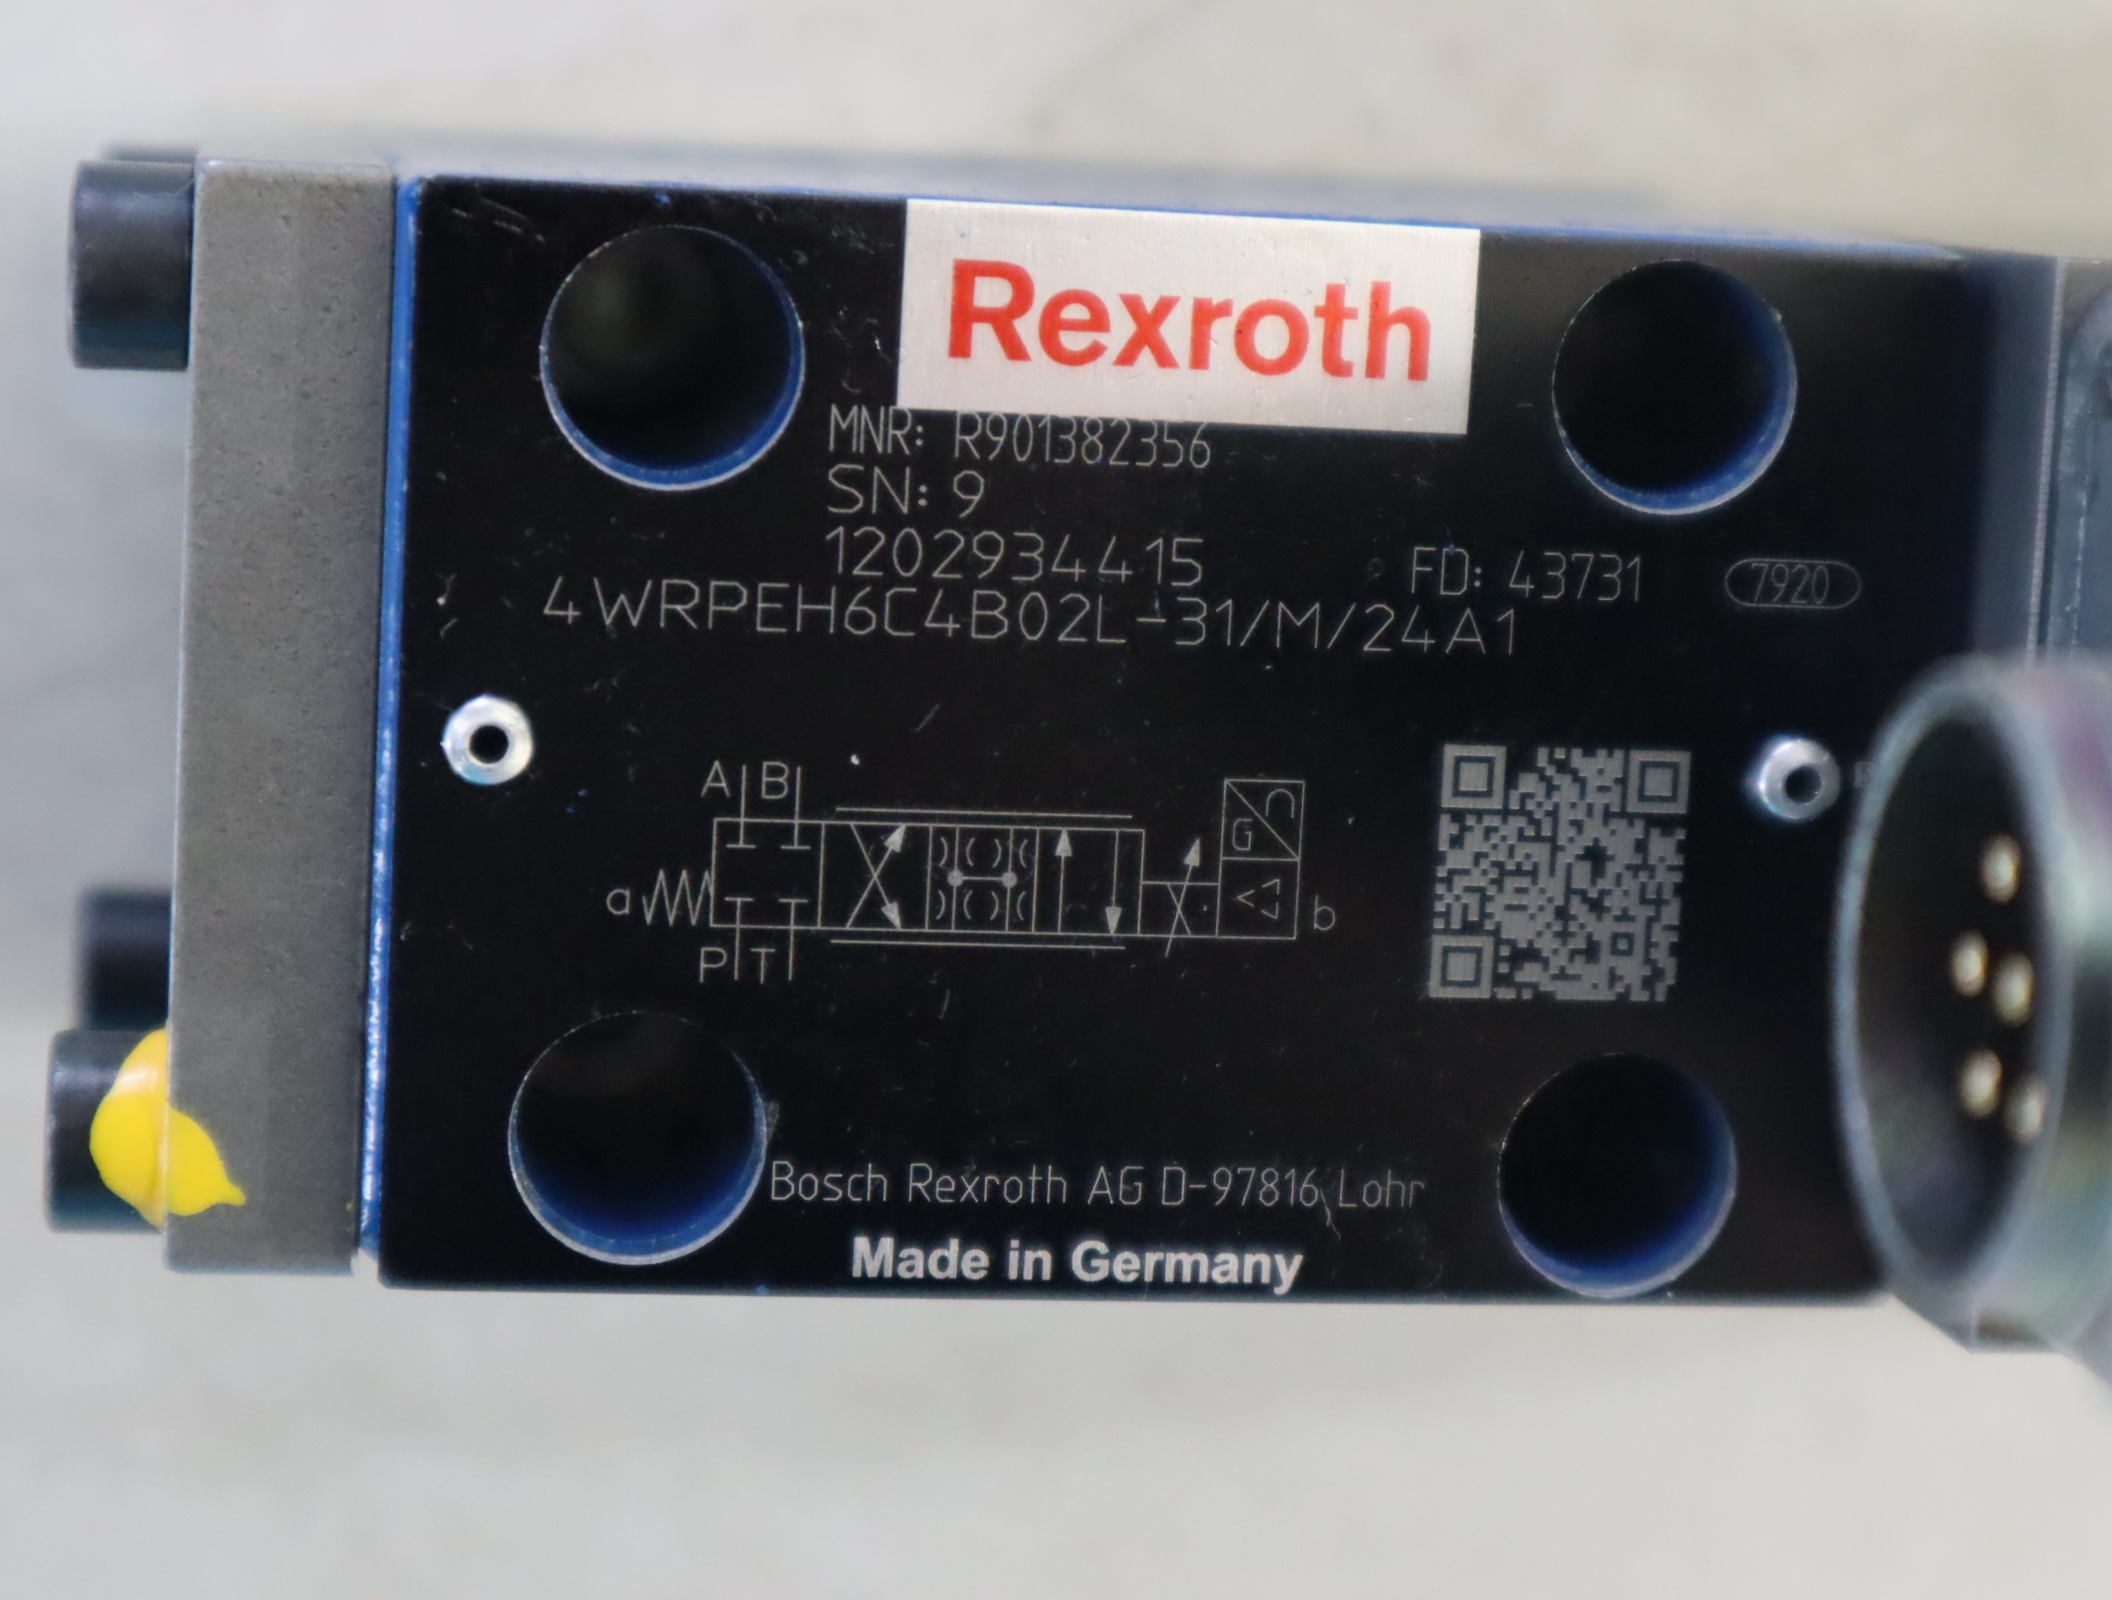 Rexroth
MNR: R901382356
SN: 9
1202934415 FD: 43731 7920
4WRPEH6C4B02L-31/M/24A1
A B
G
a b
P T
Bosch Rexroth AG D-97816 Lohr
Made in Germany